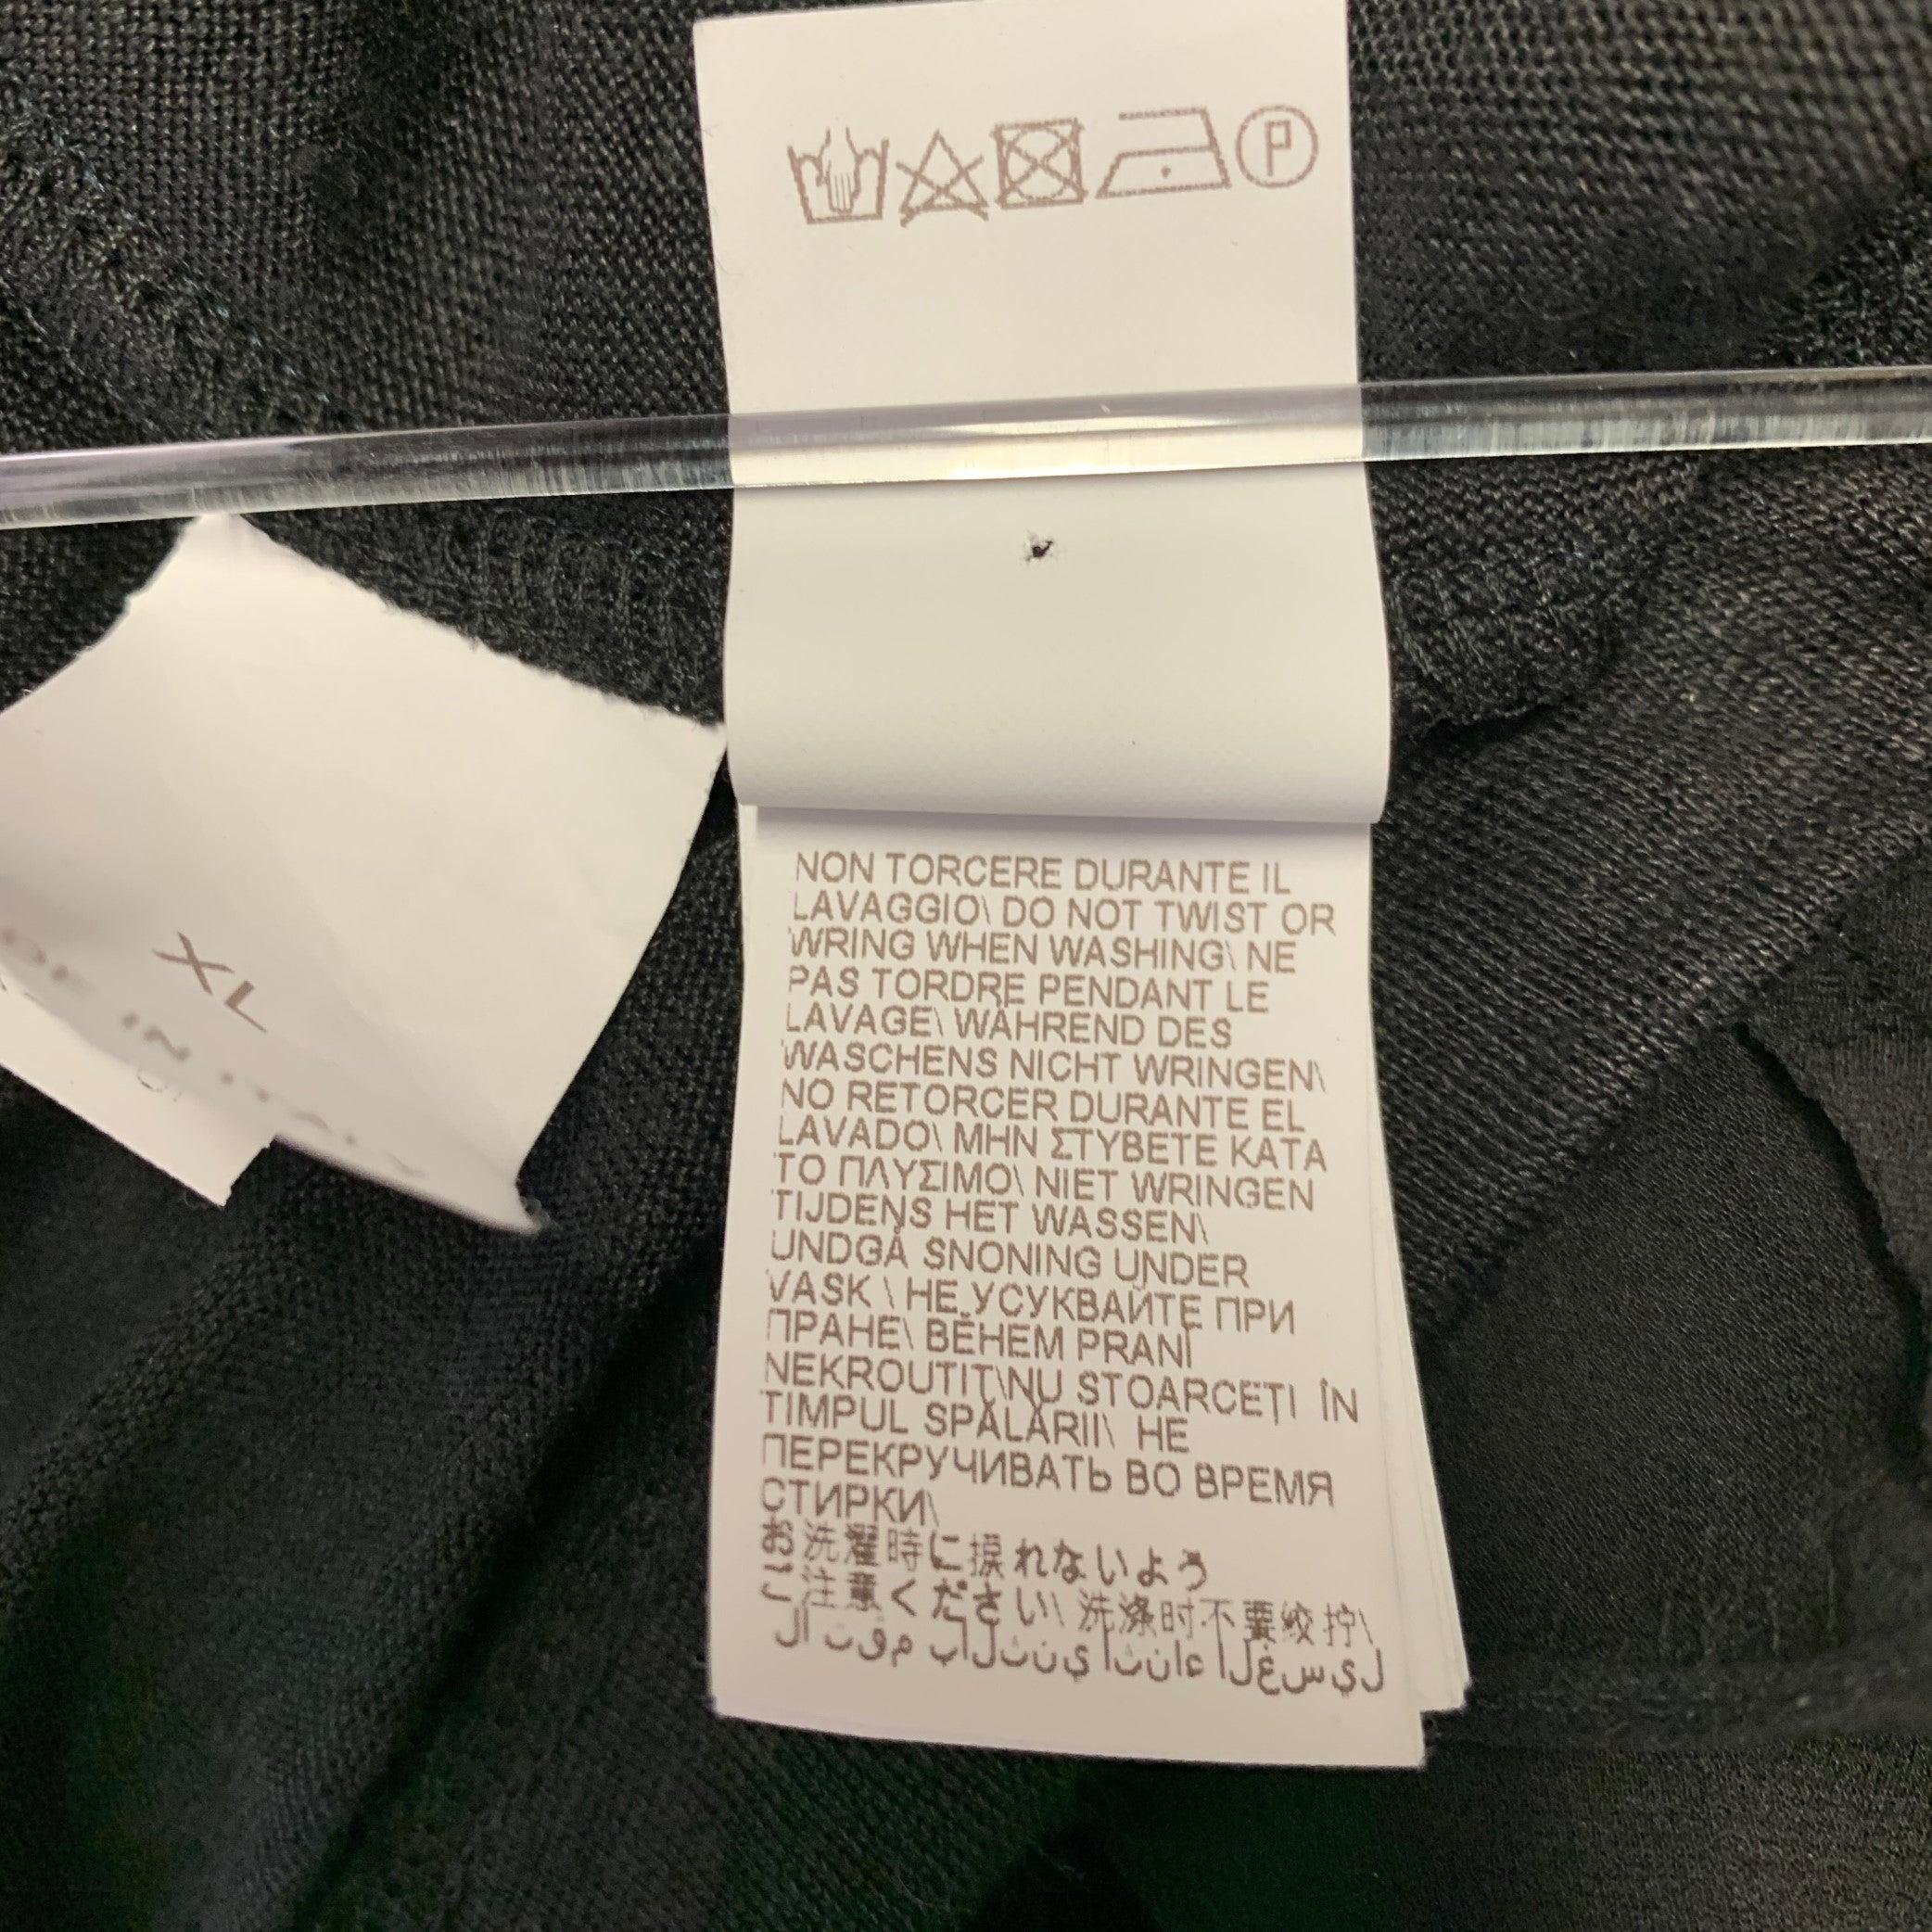 P
XL
IN
NON TORCERE DURANTE IL
LAVAGGIO\ DO NOT TWIST OR
WRING WHEN WASHING\ NE
PAS TORDRE PENDANT LE
LAVAGE\ WÄHREND DES
WASCHENS NICHT WRINGEN\
NO RETORCER DURANTE EL
LAVADO\ ΜΗΝ ΣΤΥΒΕΤΕ ΚΑΤΑ
ΤΟ ΠΛΥΣΙΜΟ\ NIET WRINGEN
TIJDENS HET WASSEN\
UNDGÅ SNONING UNDER
VASK \ НЕ УСУКВАЙТЕ ПРИ
ПРАНЕ\ BĚHEM PRANÍ
NEKROUTIT\NU STOARCEȚI ÎN
TIMPUL SPĂLĂRII\ НЕ
ПЕРЕКРУЧИВАТЬ ВО ВРЕМЯ
СТИРКИ\
お洗濯時に捩れないよう
ご注意ください\ 洗涤时不要绞拧\
ل ي س غ ل ا ء ا ن ث أ ي ن ث ل ا ب م ق ت ا ل